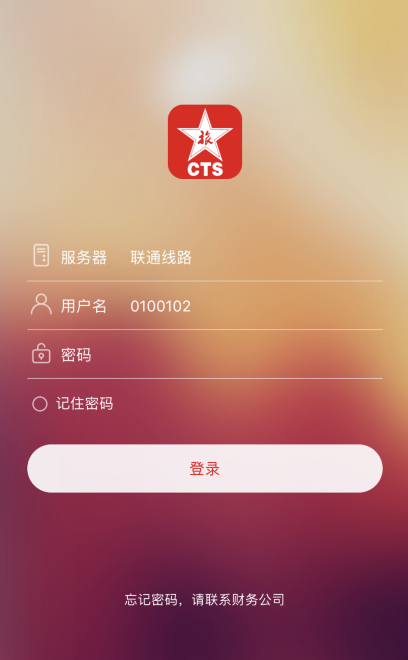 旅
CTS
服务器 联通线路
用户名 0100102
密码
记住密码
登录
忘记密码，请联系财务公司